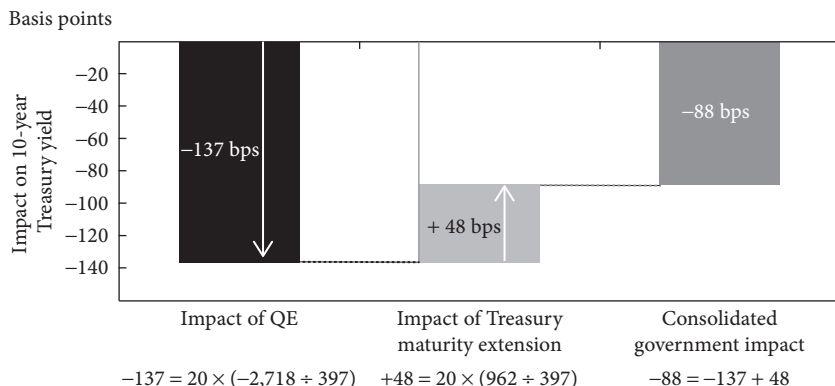 Basis points
Impact on 10-year
Treasury yield
−20
−40
−60
−80
−100
−120
−140
−137 bps
+ 48 bps
−88 bps
Impact of QE
Impact of Treasury
maturity extension
Consolidated
government impact
−137 = 20 × (−2,718 ÷ 397)
+48 = 20 × (962 ÷ 397)
−88 = −137 + 48